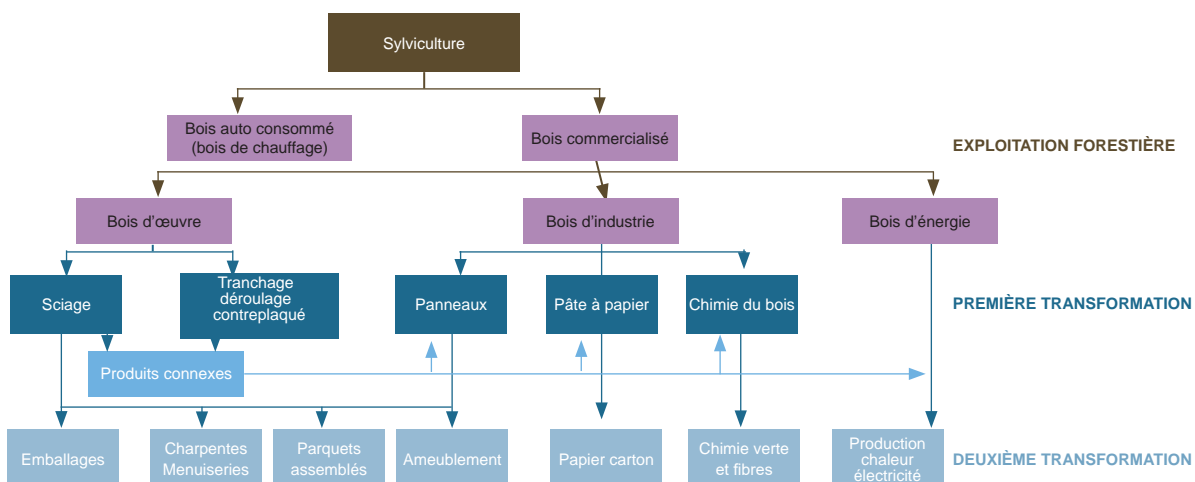 Sylviculture
Bois auto consommé
(bois de chauffage)
Bois commercialisé
EXPLOITATION FORESTIÈRE
Bois d'œuvre
Bois d'industrie
Bois d'énergie
Sciage
Tranchage
déroulage
contreplaqué
Panneaux
Pâte à papier
Chimie du bois
PREMIÈRE TRANSFORMATION
Produits connexes
Emballages
Charpentes
Menuiseries
Parquets
assemblés
Ameublement
Papier carton
Chimie verte
et fibres
Production
chaleur
électricité
DEUXIÈME TRANSFORMATION